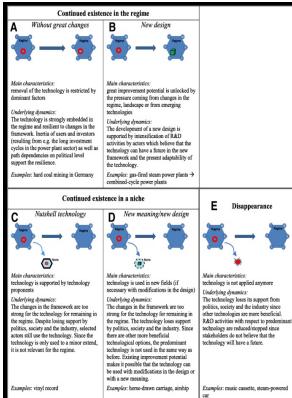 Continued existence in the regime
A
Without great changes
B
New design
Main characteristics:
removal of the technology is restricted by
dominant factors
Underlying dynamics:
The technology is strongly embedded in
the regime and resilient to changes in the
framework. Inertia of users and investors
(resulting from e.g. the long investment
cycles in the power plant sector) as well as
path dependencies on political level
support the resilience.
Examples: hard coal mining in Germany
Main characteristics:
great improvement potential is unlocked by
the pressure coming from changes in the
regime, landscape or from emerging
technologies
Underlying dynamics:
The development of a new design is
supported by intensification of R&D
activities by actors which believe that the
technology can have a future in the new
framework and the present adaptability of
the technology.
Examples: gas-fired steam power plants →
combined-cycle power plants
Continued existence in a niche
C
Nutshell technology
D
New meaning/new design
E
Disappearance
Main characteristics:
technology is supported by technology
proponents
Underlying dynamics:
The changes in the framework are too
strong for the technology for remaining in
the regime. Despite losing support by
politics, society and industry, selected
actors still use the technology. Since the
technology is only used to a minor extent,
it is not relevant for the regime.
Examples: vinyl record
Main characteristics:
technology is used in new fields (if
necessary with modifications in the design)
Underlying dynamics:
The changes in the framework are too
strong for the technology for remaining in
the regime. The technology loses support
by politics, society and industry. Since
there are other more beneficial
technological options, the predominant
technology is not used in the same way as
before. Existing improvement potential
makes it possible that the technology can
be used with modifications in the design or
with a new meaning.
Examples: horse-drawn carriage, airship
Main characteristics:
technology is not applied anymore
Underlying dynamics:
The technology loses its support from
politics, society and the industry since
other technologies are more beneficial.
R&D activities with respect to predominant
technology are reduced/stopped since
stakeholders do not believe that the
technology will have a future.
Examples: music cassette, steam-powered
car